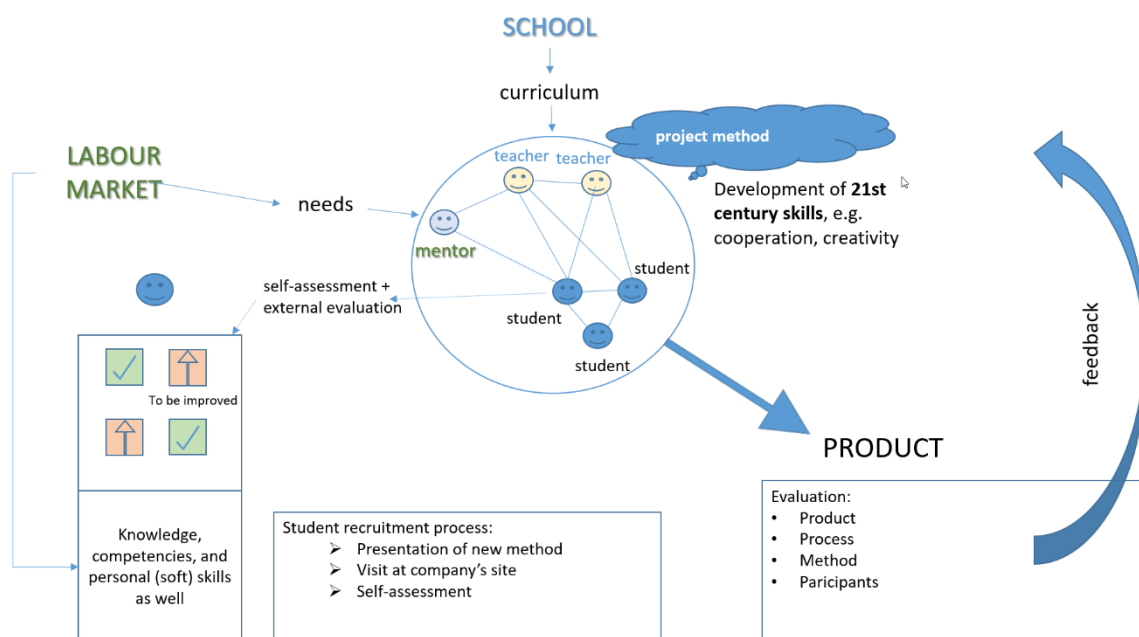 SCHOOL
curriculum
project method
teacher teacher
LABOUR
MARKET
needs
mentor
Development of 21st
century skills, e.g.
cooperation, creativity
student
self-assessment +
external evaluation
student
student
To be improved
feedback
PRODUCT
Knowledge,
competencies, and
personal (soft) skills
as well
Student recruitment process:
➢ Presentation of new method
➢ Visit at company's site
➢ Self-assessment
Evaluation:
• Product
• Process
• Method
• Paricipants